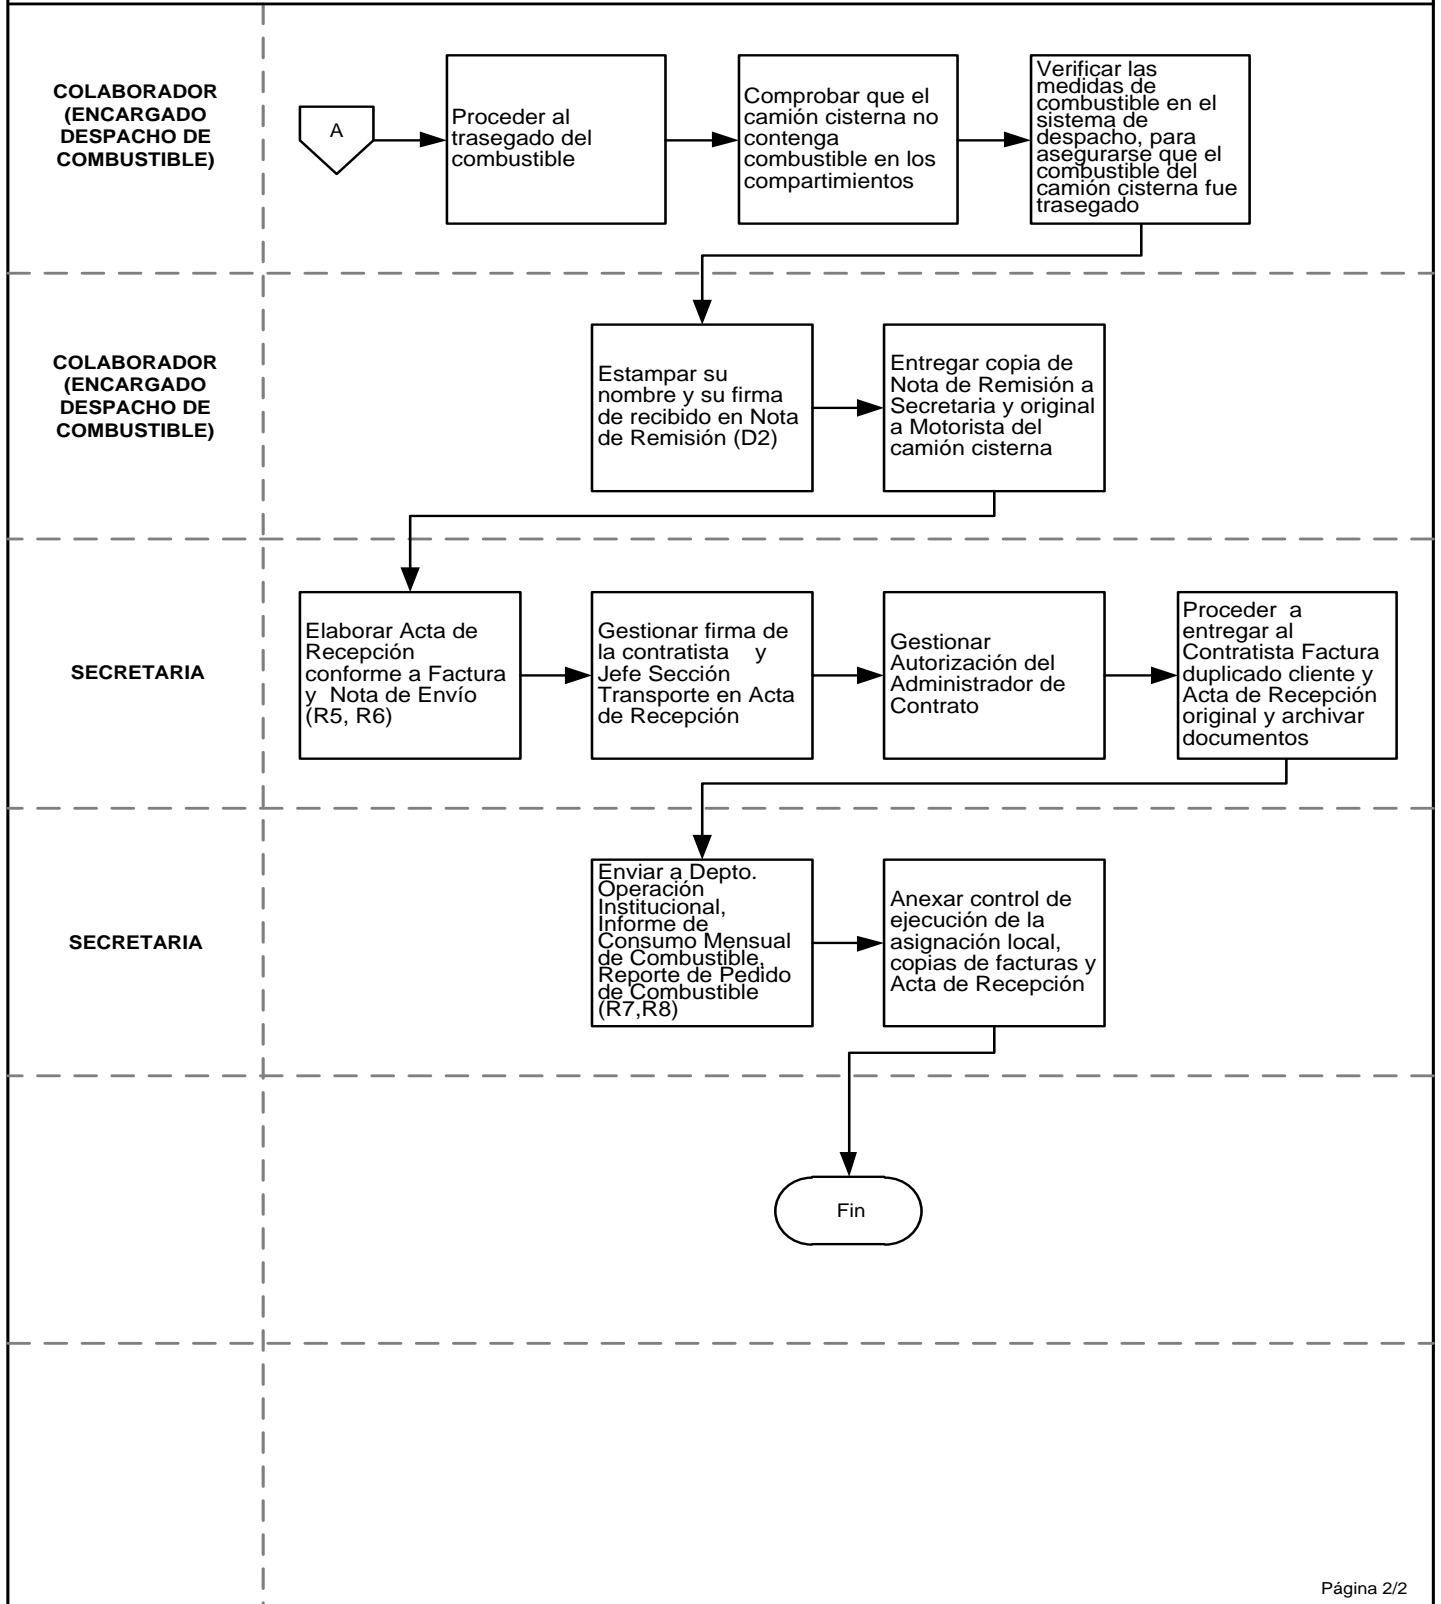 COLABORADOR
(ENCARGADO
DESPACHO DE
COMBUSTIBLE)
A
Proceder al
trasegado del
combustible
Comprobar que el
camión cisterna no
contenga
combustible en los
compartimientos
Verificar las
medidas de
combustible en el
sistema de
despacho, para
asegurarse que el
combustible del
camión cisterna fue
trasegado
COLABORADOR
(ENCARGADO
DESPACHO DE
COMBUSTIBLE)
Estampar su
nombre y su firma
de recibido en Nota
de Remisión (D2)
Entregar copia de
Nota de Remisión a
Secretaria y original
a Motorista del
camión cisterna
SECRETARIA
Elaborar Acta de
Recepción
conforme a Factura
y Nota de Envío
(R5, R6)
Gestionar firma de
la contratista y
Jefe Sección
Transporte en Acta
de Recepción
Gestionar
Autorización del
Administrador de
Contrato
Proceder a
entregar al
Contratista Factura
duplicado cliente y
Acta de Recepción
original y archivar
documentos
SECRETARIA
Enviar a Depto.
Operación
Institucional,
Informe de
Consumo Mensual
de Combustible,
Reporte de Pedido
de Combustible
(R7,R8)
Anexar control de
ejecución de la
asignación local,
copias de facturas y
Acta de Recepción
Fin
Página 2/2